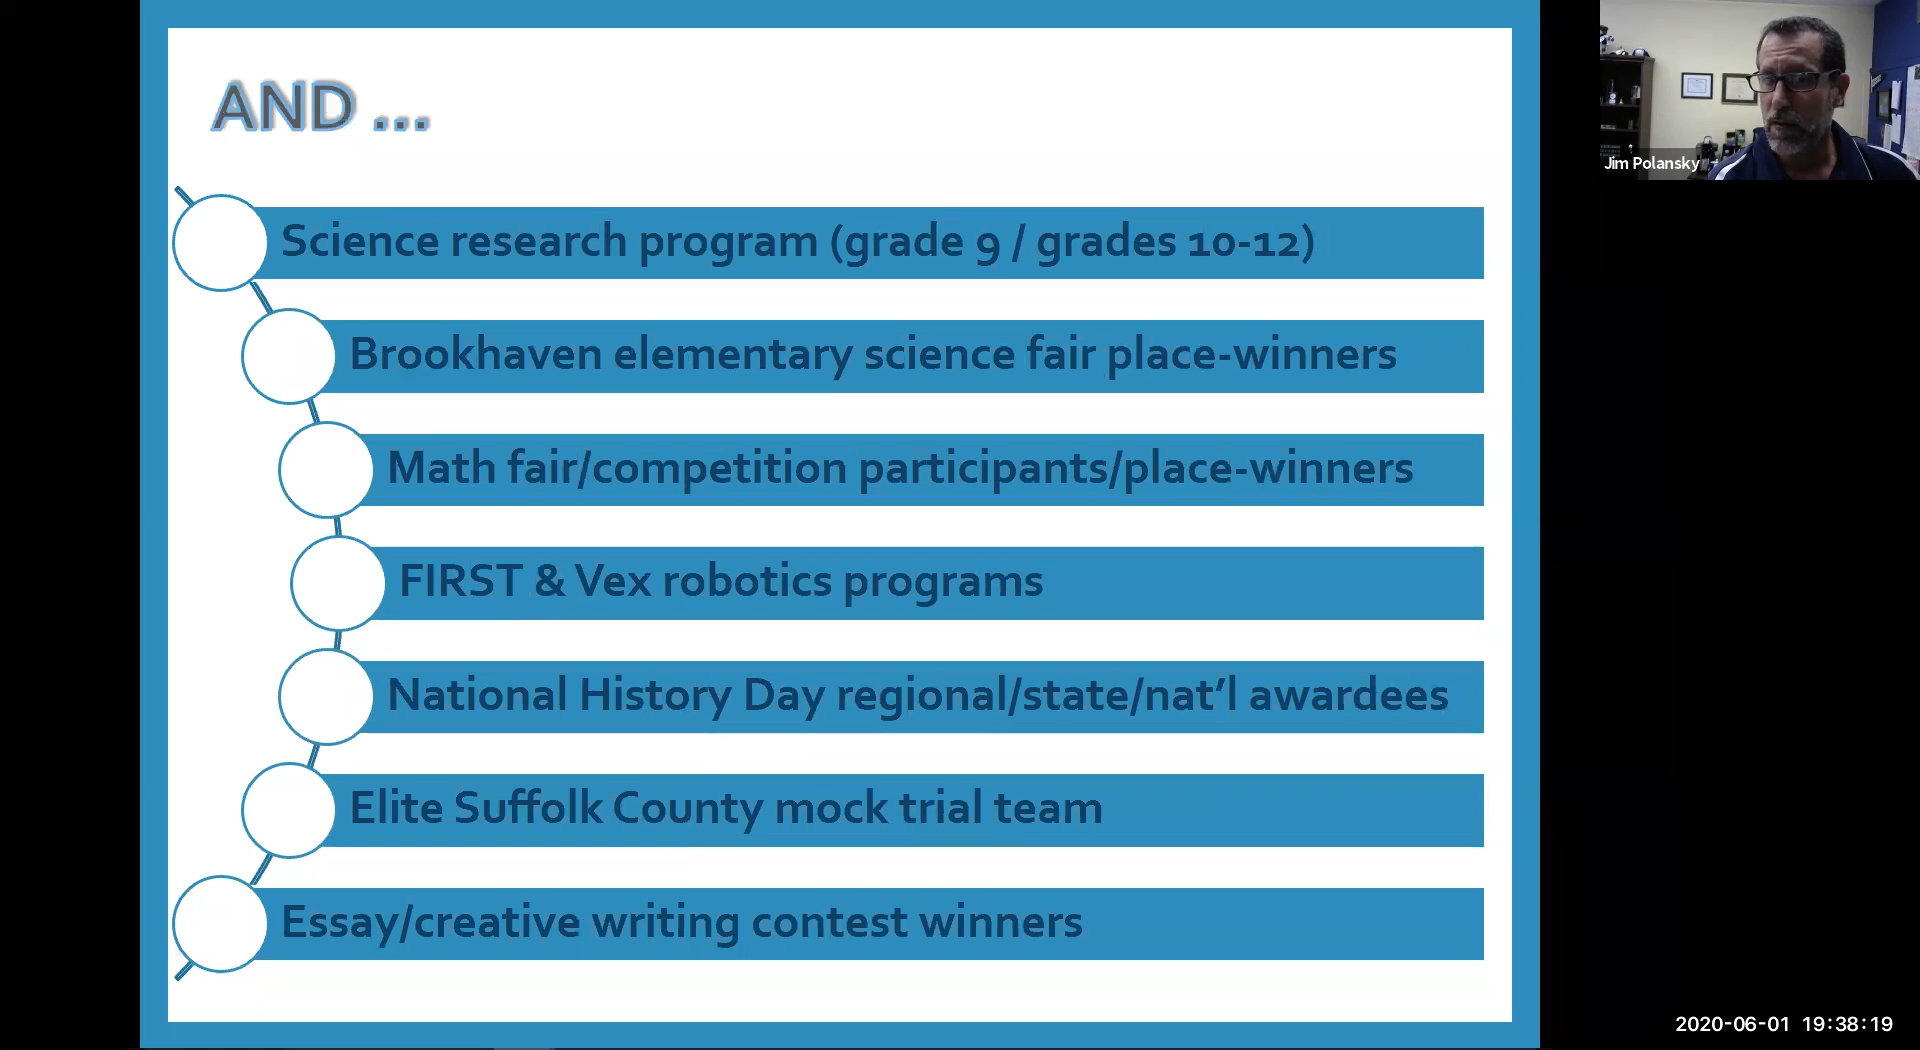 AND ...
Science research program (grade 9 / grades 10-12)
Brookhaven elementary science fair place-winners
Math fair/competition participants/place-winners
FIRST & Vex robotics programs
National History Day regional/state/nat’l awardees
Elite Suffolk County mock trial team
Essay/creative writing contest winners
Jim Polansky
2020-06-01 19:38:19